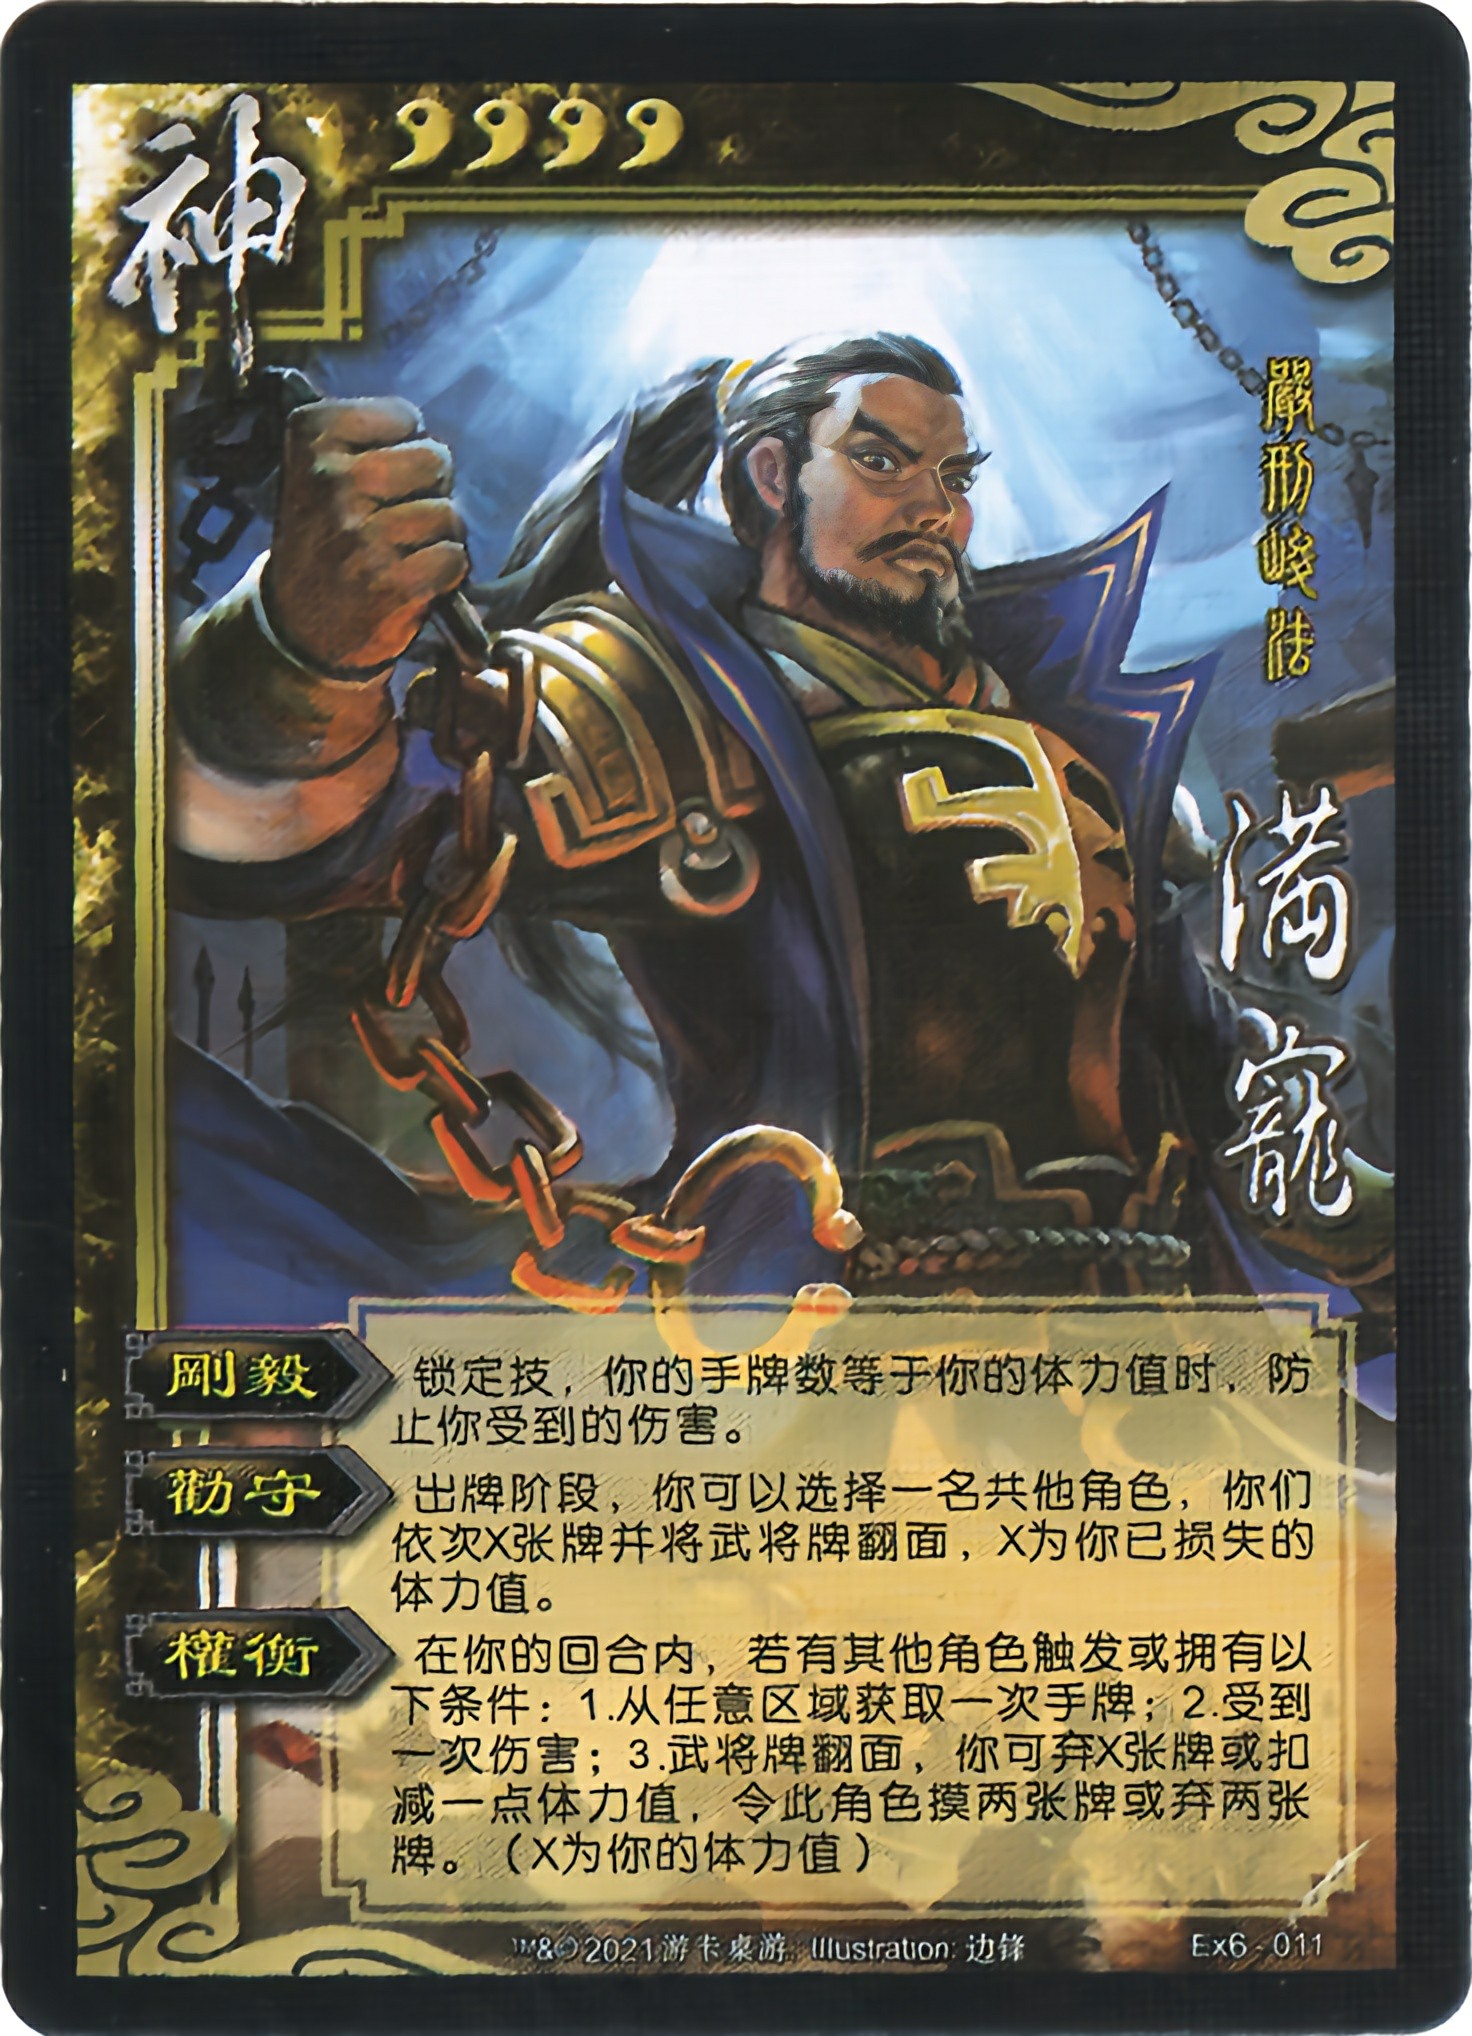 神
嚴刑峻法
満寵
剛毅
锁定技，你的手牌数等于你的体力值时，防
止你受到的伤害。
勸守
出牌阶段，你可以选择一名共他角色，你们
依次X张牌并将武将牌翻面，X为你已损失的
体力值。
權衡
在你的回合内，若有其他角色触发或拥有以
下条件：1.从任意区域获取一次手牌；2.受到
一次伤害；3.武将牌翻面，你可弃X张牌或扣
减一点体力值，令此角色摸两张牌或弃两张
牌。（X为你的体力值）
™&©2021游卡桌游 Illustration: 边锋
Ex6 - 011